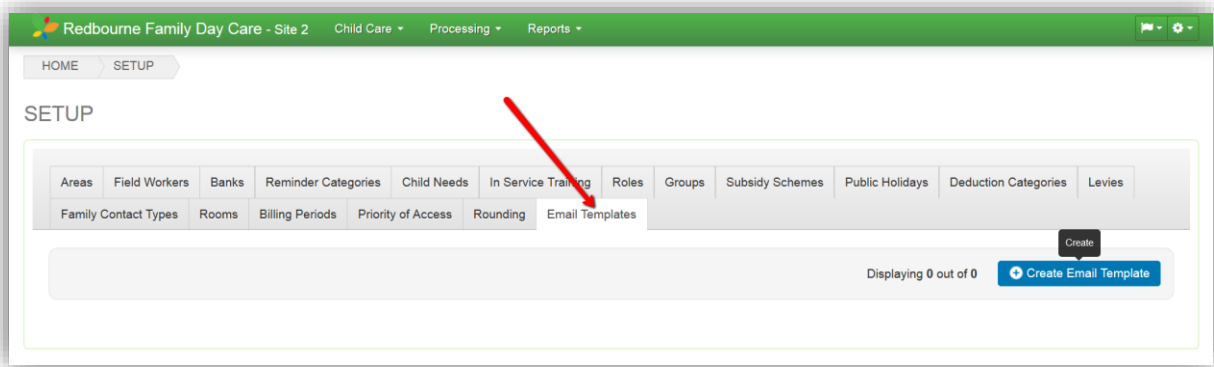 Redbourne Family Day Care - Site 2 Child Care Processing Reports
HOME SETUP
SETUP
Areas Field Workers Banks Reminder Categories Child Needs In Service Training Roles Groups Subsidy Schemes Public Holidays Deduction Categories Levies
Family Contact Types Rooms Billing Periods Priority of Access Rounding Email Templates
Create
Displaying 0 out of 0 Create Email Template